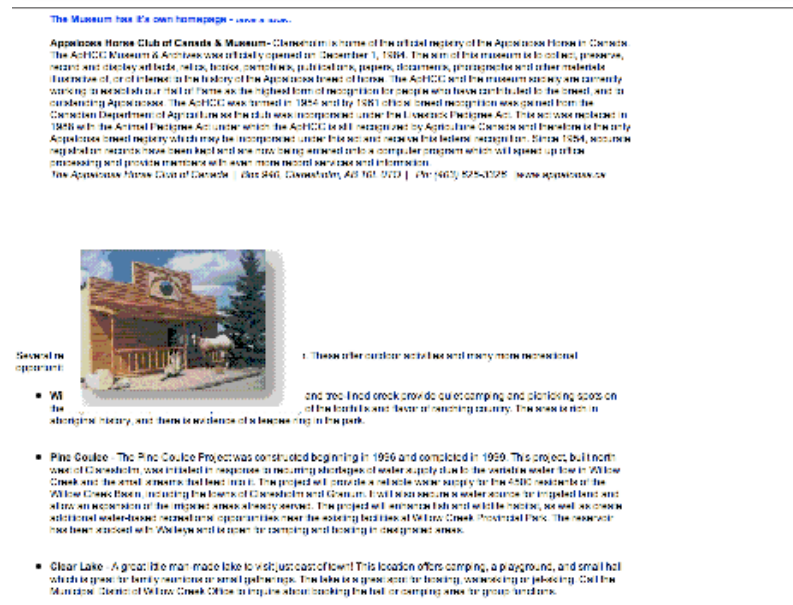 The Museum has it's own homepage - take a look.
Appaloosa Horse Club of Canada & Museum- Claresholm is home of the official registry of the Appaloosa Horse in Canada.
The ApHCC Museum & Archives was officially opened on December 1, 1984. The aim of this museum is to collect, preserve,
record and display artifacts, relics, books, pamphlets, publications, papers, documents, photographs and other materials
illustrative of, or of interest to the history of the Appaloosa breed of horse. The ApHCC and the museum society are currently
working to establish our Hall of Fame as the highest form of recognition for people who have contributed to the breed, and to
outstanding Appaloosas. The ApHCC was formed in 1954 and by 1961 official breed recognition was gained from the
Canadian Department of Agriculture as the club was incorporated under the Livestock Pedigree Act. This act was replaced in
1988 with the Animal Pedigree Act under which the ApHCC is still recognized by Agriculture Canada and therefore is the only
Appaloosa breed registry which may be incorporated under this act and receive this federal recognition. Since 1954, accurate
registration records have been kept and are now being entered onto a computer program which will speed up office
processing and provide members with even more record services and information.
The Appaloosa Horse Club of Canada | Box 940, Claresholm, AB T0L 0T0 | Ph: (403) 625-3326 www.appaloosa.ca
Several re r. These offer outdoor activities and many more recreational
opportunit
Wi and tree-lined creek provide quiet camping and picnicking spots on
the of the foothills and flavor of ranching country. The area is rich in
aboriginal history, and there is evidence of a teepee ring in the park.
Pine Coulee - The Pine Coulee Project was constructed beginning in 1996 and completed in 1999. This project, built north
west of Claresholm, was initiated in response to recurring shortages of water supply due to the variable water flow in Willow
Creek and the small streams that feed into it. The project will provide a reliable water supply for the 4500 residents of the
Willow Creek Basin, including the towns of Claresholm and Granum. It will also secure a water source for irrigated land and
allow an expansion of the irrigated areas already served. The project will enhance fish and wildlife habitat, as well as create
additional water-based recreational opportunities near the existing facilities at Willow Creek Provincial Park. The reservoir
has been stocked with Walleye and is open for camping and boating in designated areas.
Clear Lake - A great little man-made lake to visit just east of town! This location offers camping, a playground, and small hall
which is great for family reunions or small gatherings. The lake is a great spot for boating, waterskiing or jet-skiing. Call the
Municipal District of Willow Creek Office to inquire about booking the hall or camping area for group functions.